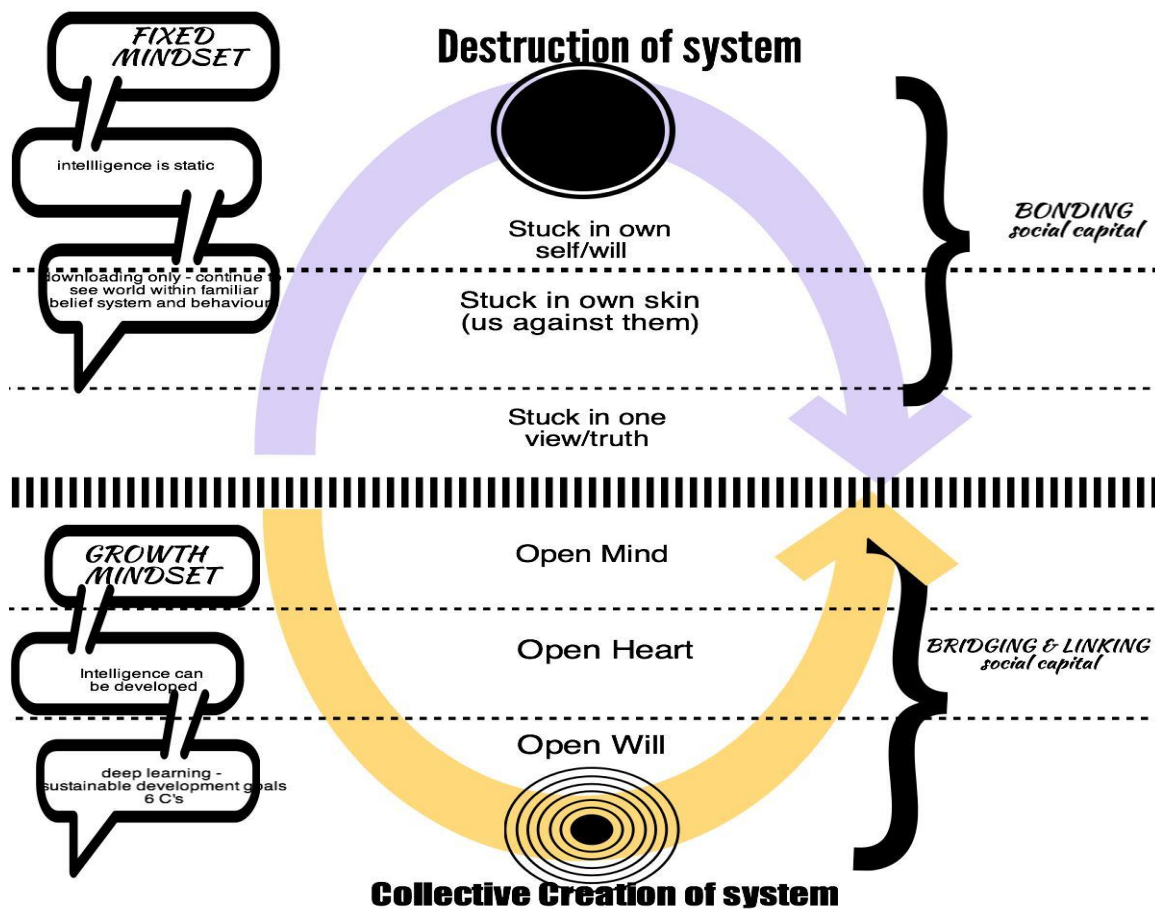 FIXED
MINDSET
intellligence is static
downloading only - continue to
see world within familiar
belief system and behaviour
Destruction of system
Stuck in own
self/will
Stuck in own skin
(us against them)
Stuck in one
view/truth
BONDING
social capital
GROWTH
MINDSET
Intelligence can
be developed
deep learning -
sustainable development goals
6 C's
Open Mind
Open Heart
Open Will
BRIDGING & LINKING
social capital
Collective Creation of system